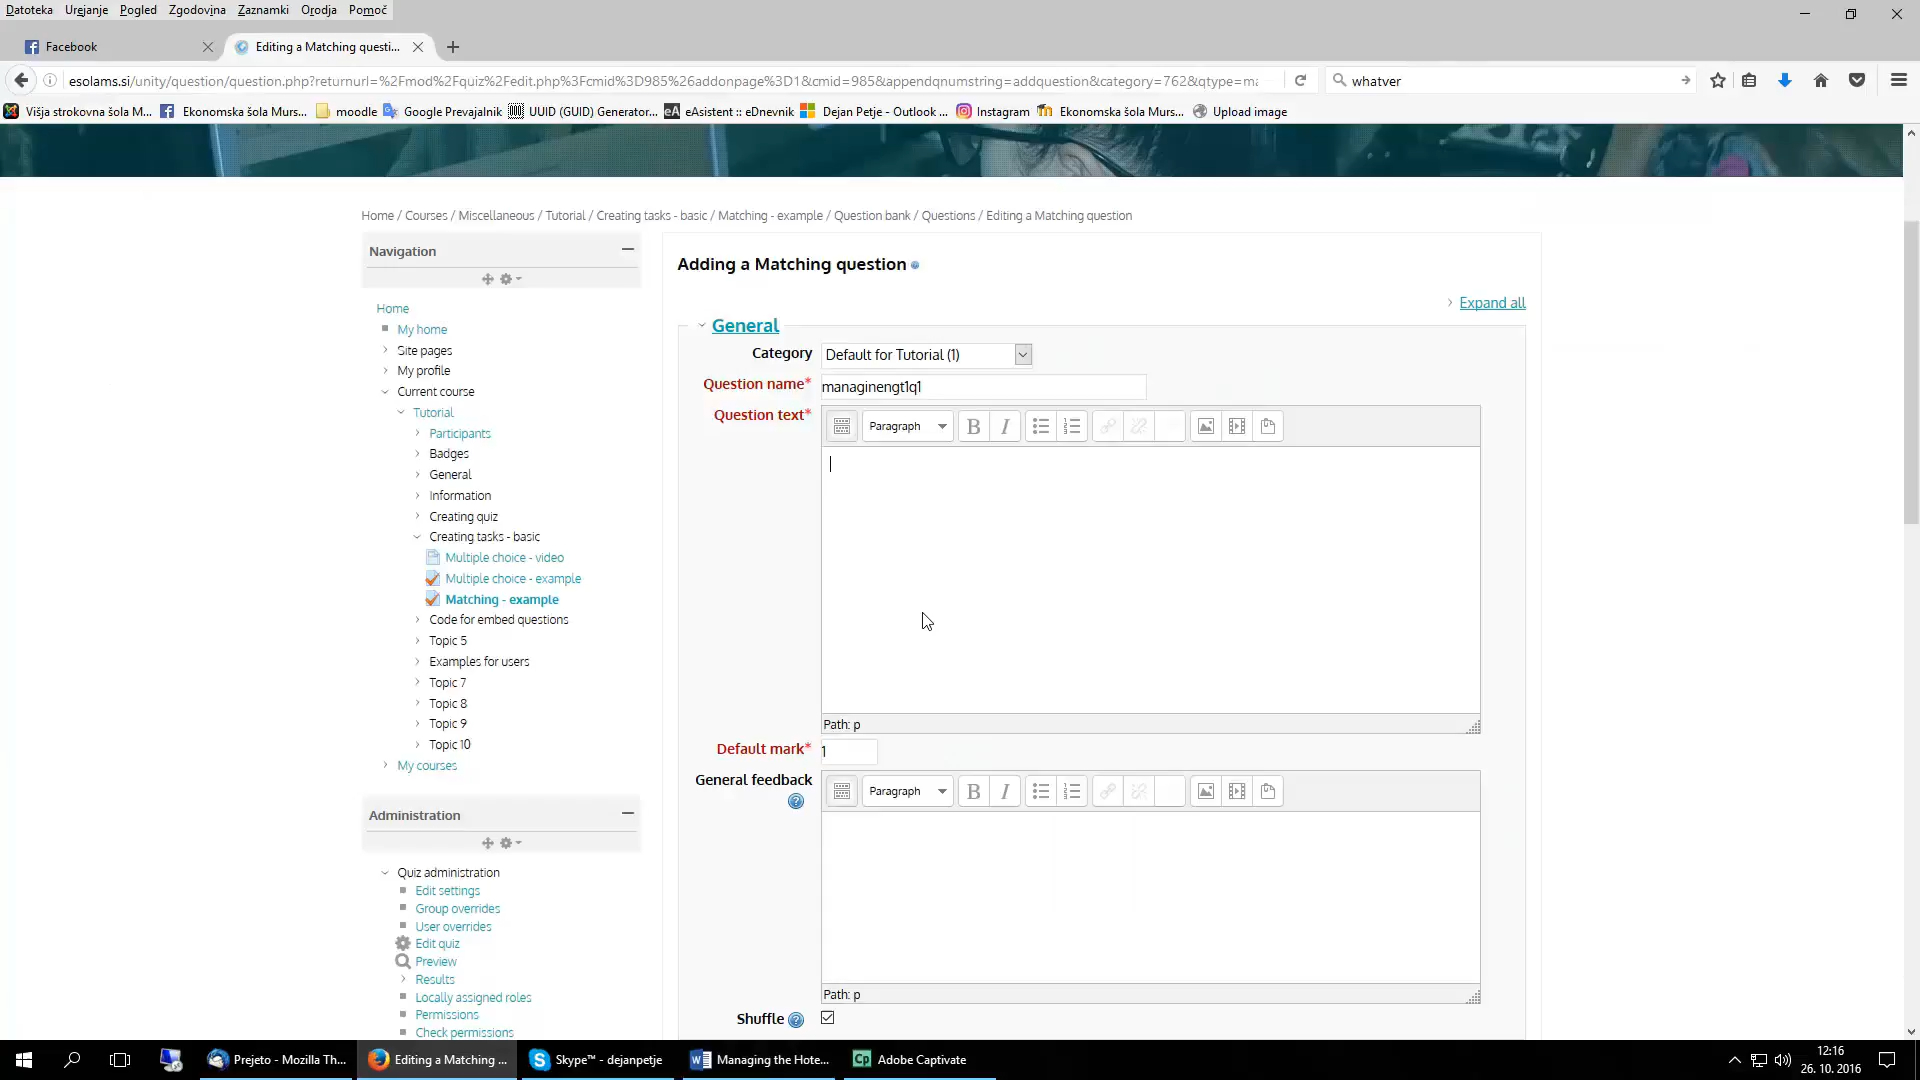 Datoteka Urejanje Pogled Zgodovina Zaznamki Orodja Pomoč
Facebook
Editing a Matching questi...
esolams.si/unity/question/question.php?returnurl=%2Fmod%2Fquiz%2Fedit.php%3Fcmid%3D985%26addonpage%3D1&cmid=985&appendqnumstring=addquestion&category=762&qtype=ma
whatver
Višja strokovna šola M... Ekonomska šola Murs... moodle Google Prevajalnik UUID (GUID) Generator... eA eAsistent :: eDnevnik Dejan Petje - Outlook ... Instagram Ekonomska šola Murs... Upload image
Home / Courses / Miscellaneous / Tutorial / Creating tasks - basic / Matching - example / Question bank / Questions / Editing a Matching question
Navigation
Home
My home
Site pages
My profile
Current course
Tutorial
Participants
Badges
General
Information
Creating quiz
Creating tasks - basic
Multiple choice - video
Multiple choice - example
Matching - example
Code for embed questions
Topic 5
Examples for users
Topic 7
Topic 8
Topic 9
Topic 10
My courses
Administration
Quiz administration
Edit settings
Group overrides
User overrides
Edit quiz
Preview
Results
Locally assigned roles
Permissions
Check permissions
Adding a Matching question
Expand all
General
Category Default for Tutorial (1)
Question name* managinengt1q1
Question text* Paragraph B I
Path: p
Default mark* 1
General feedback Paragraph B I
Path: p
Shuffle
Prejeto - Mozilla Th... Editing a Matching ... Skype™ - dejanpetje Managing the Hote... Cp Adobe Captivate
12:16
26. 10. 2016